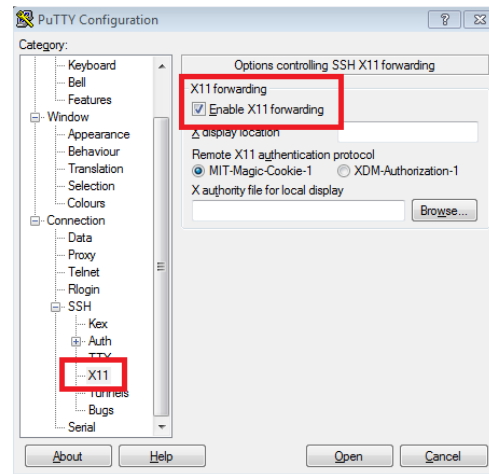 PuTTY Configuration
Category:
Keyboard
Bell
Features
Window
Appearance
Behaviour
Translation
Selection
Colours
Connection
Data
Proxy
Telnet
Rlogin
SSH
Kex
Auth
TTY
X11
Tunnels
Bugs
Serial
Options controlling SSH X11 forwarding
X11 forwarding
Enable X11 forwarding
X display location
Remote X11 authentication protocol
MIT-Magic-Cookie-1 XDM-Authorization-1
X authority file for local display
Browse...
About Help Open Cancel